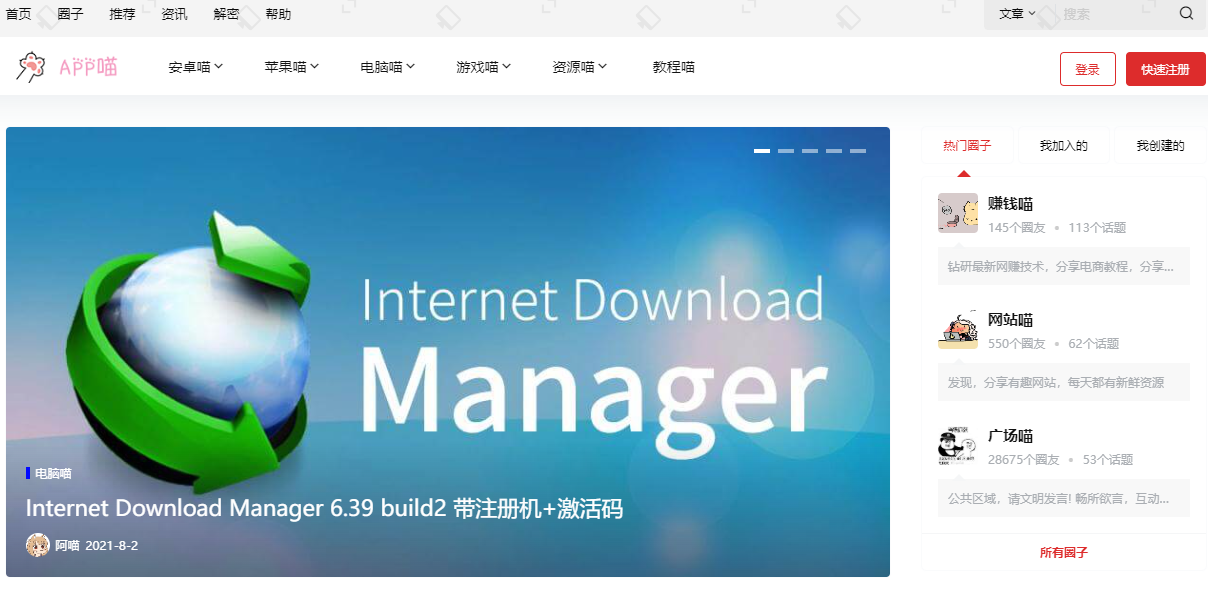 首页 圈子 推荐 资讯 解密 帮助 文章 搜索
APP喵 安卓喵 苹果喵 电脑喵 游戏喵 资源喵 教程喵 登录 快速注册
Internet Download
Manager
电脑喵
Internet Download Manager 6.39 build2 带注册机+激活码
阿喵 2021-8-2
热门圈子 我加入的 我创建的
赚钱喵
145个圈友 113个话题
钻研最新网赚技术，分享电商教程，分享...
网站喵
550个圈友 62个话题
发现，分享有趣网站，每天都有新鲜资源
广场喵
28675个圈友 53个话题
公共区域，请文明发言! 畅所欲言，互动...
所有圈子